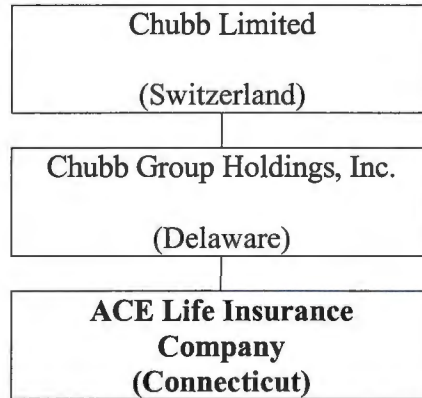 Chubb Limited
(Switzerland)
Chubb Group Holdings, Inc.
(Delaware)
ACE Life Insurance
Company
(Connecticut)